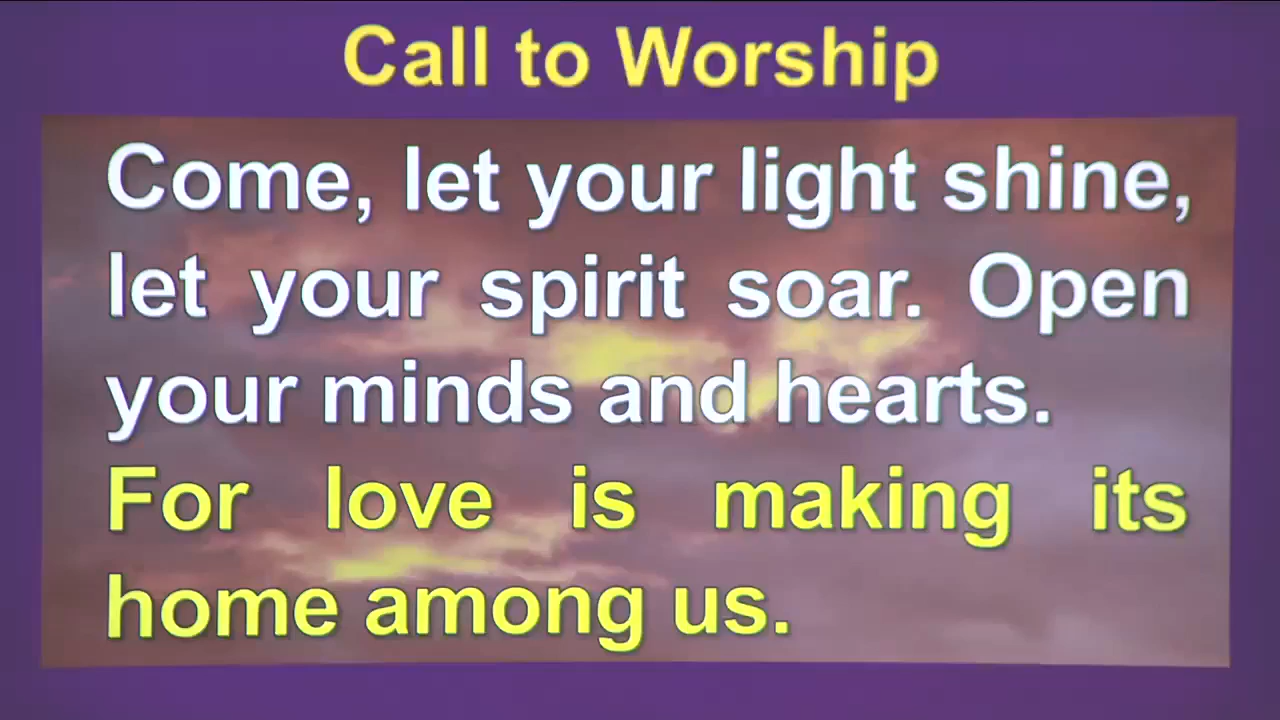 Call to Worship
Come, let your light shine,
let your spirit soar. Open
your minds and hearts.
For love is making its
home among us.